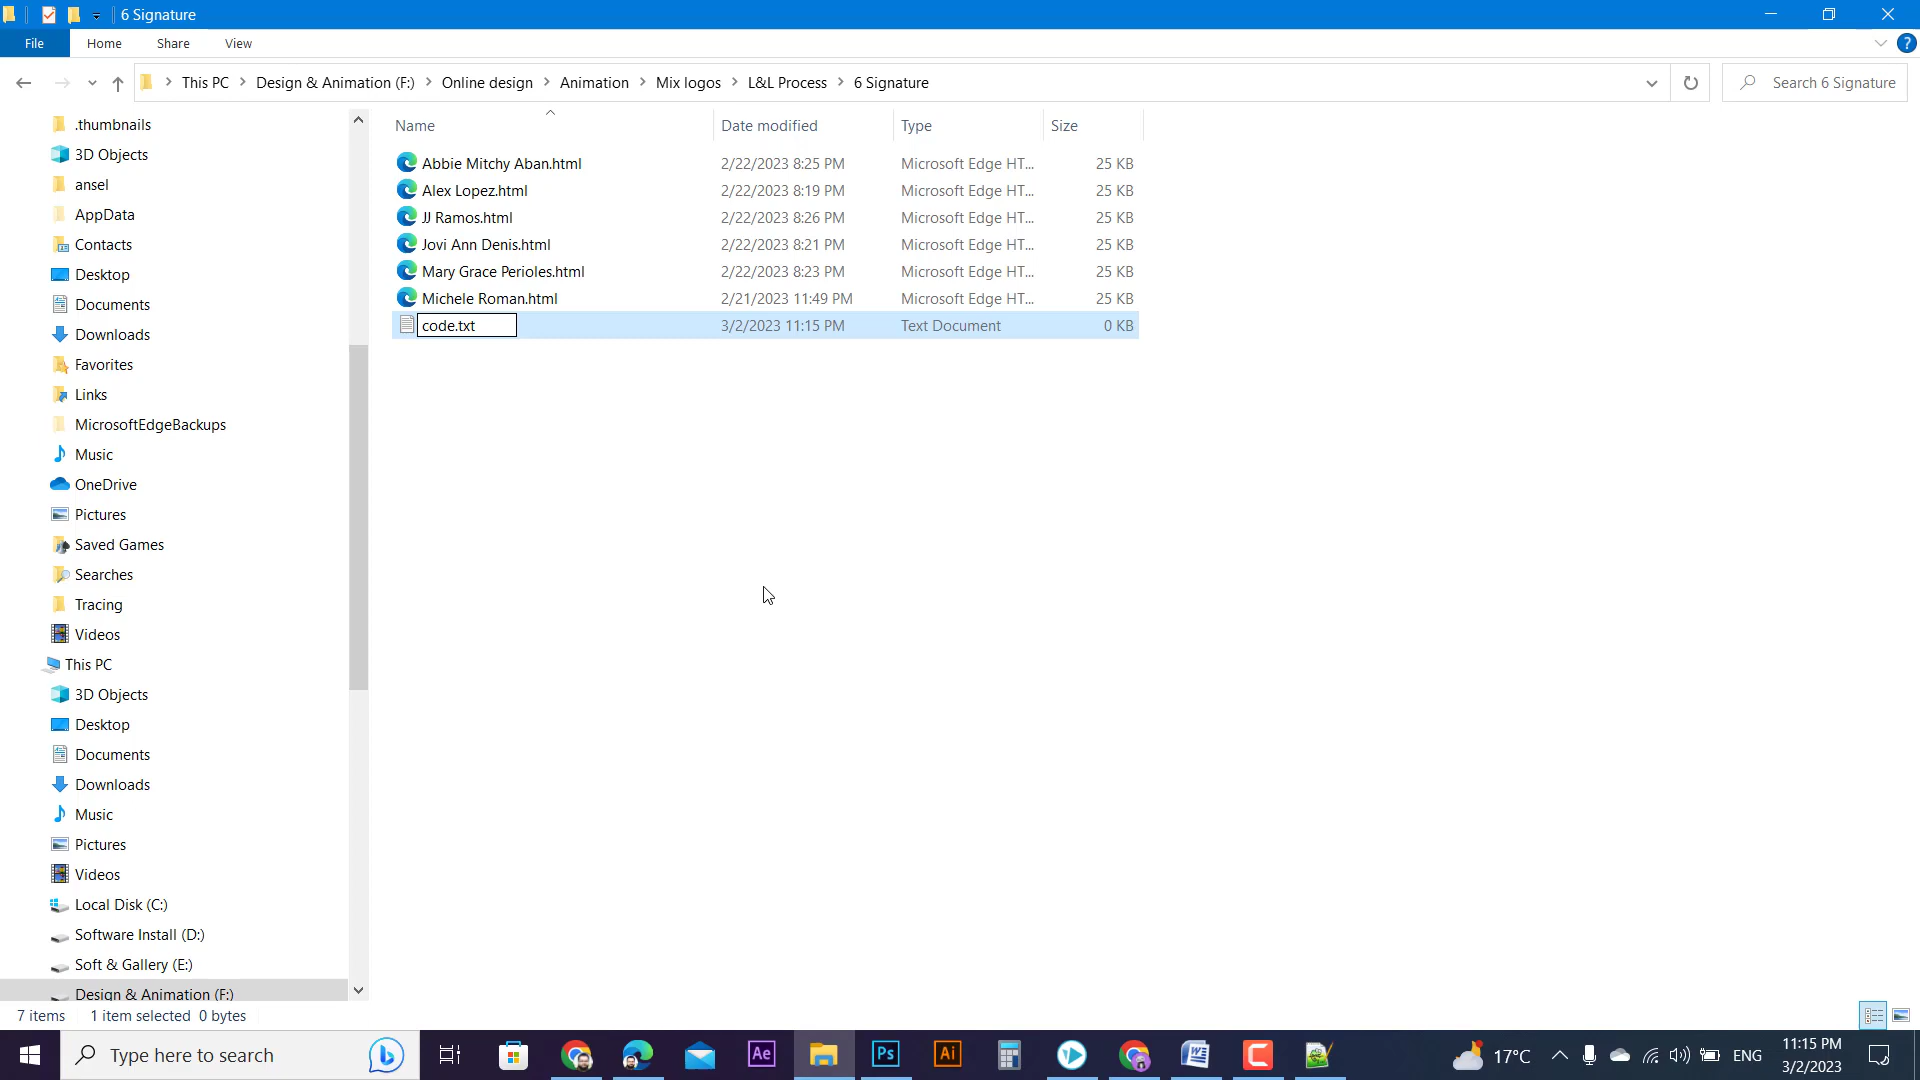 6 Signature
File Home Share View
This PC Design & Animation (F:) Online design Animation Mix logos L&L Process 6 Signature
Search 6 Signature
Name Date modified Type Size
Abbie Mitchy Aban.html 2/22/2023 8:25 PM Microsoft Edge HT... 25 KB
Alex Lopez.html 2/22/2023 8:19 PM Microsoft Edge HT... 25 KB
JJ Ramos.html 2/22/2023 8:26 PM Microsoft Edge HT... 25 KB
Jovi Ann Denis.html 2/22/2023 8:21 PM Microsoft Edge HT... 25 KB
Mary Grace Perioles.html 2/22/2023 8:23 PM Microsoft Edge HT... 25 KB
Michele Roman.html 2/21/2023 11:49 PM Microsoft Edge HT... 25 KB
code.txt 3/2/2023 11:15 PM Text Document 0 KB
.thumbnails
3D Objects
ansel
AppData
Contacts
Desktop
Documents
Downloads
Favorites
Links
MicrosoftEdgeBackups
Music
OneDrive
Pictures
Saved Games
Searches
Tracing
Videos
This PC
3D Objects
Desktop
Documents
Downloads
Music
Pictures
Videos
Local Disk (C:)
Software Install (D:)
Soft & Gallery (E:)
Design & Animation (F:)
7 items 1 item selected 0 bytes
Type here to search
Ae
Ps
Ai
17°C
ENG
11:15 PM
3/2/2023